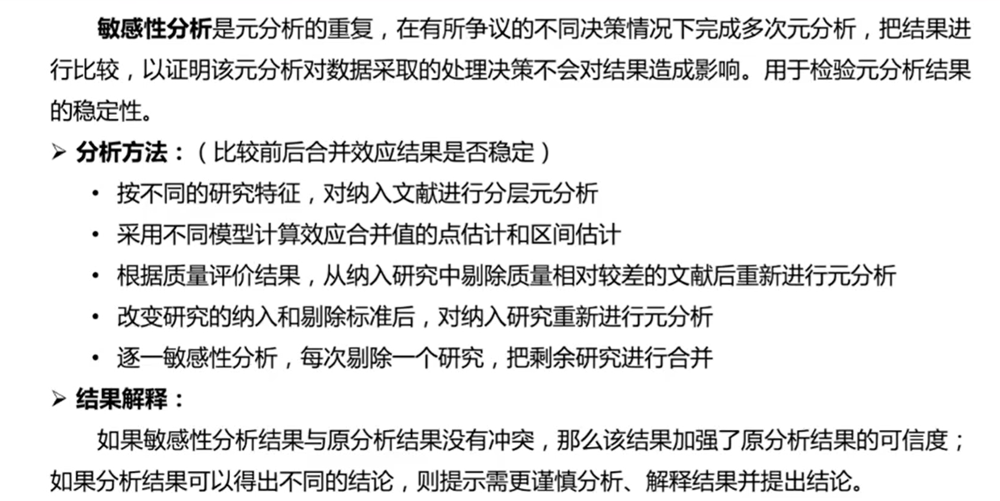 敏感性分析是元分析的重复，在有所争议的不同决策情况下完成多次元分析，把结果进
行比较，以证明该元分析对数据采取的处理决策不会对结果造成影响。用于检验元分析结果
的稳定性。
➢ 分析方法：（比较前后合并效应结果是否稳定）
• 按不同的研究特征，对纳入文献进行分层元分析
• 采用不同模型计算效应合并值的点估计和区间估计
• 根据质量评价结果，从纳入研究中剔除质量相对较差的文献后重新进行元分析
• 改变研究的纳入和剔除标准后，对纳入研究重新进行元分析
• 逐一敏感性分析，每次剔除一个研究，把剩余研究进行合并
➢ 结果解释：
如果敏感性分析结果与原分析结果没有冲突，那么该结果加强了原分析结果的可信度；
如果分析结果可以得出不同的结论，则提示需更谨慎分析、解释结果并提出结论。